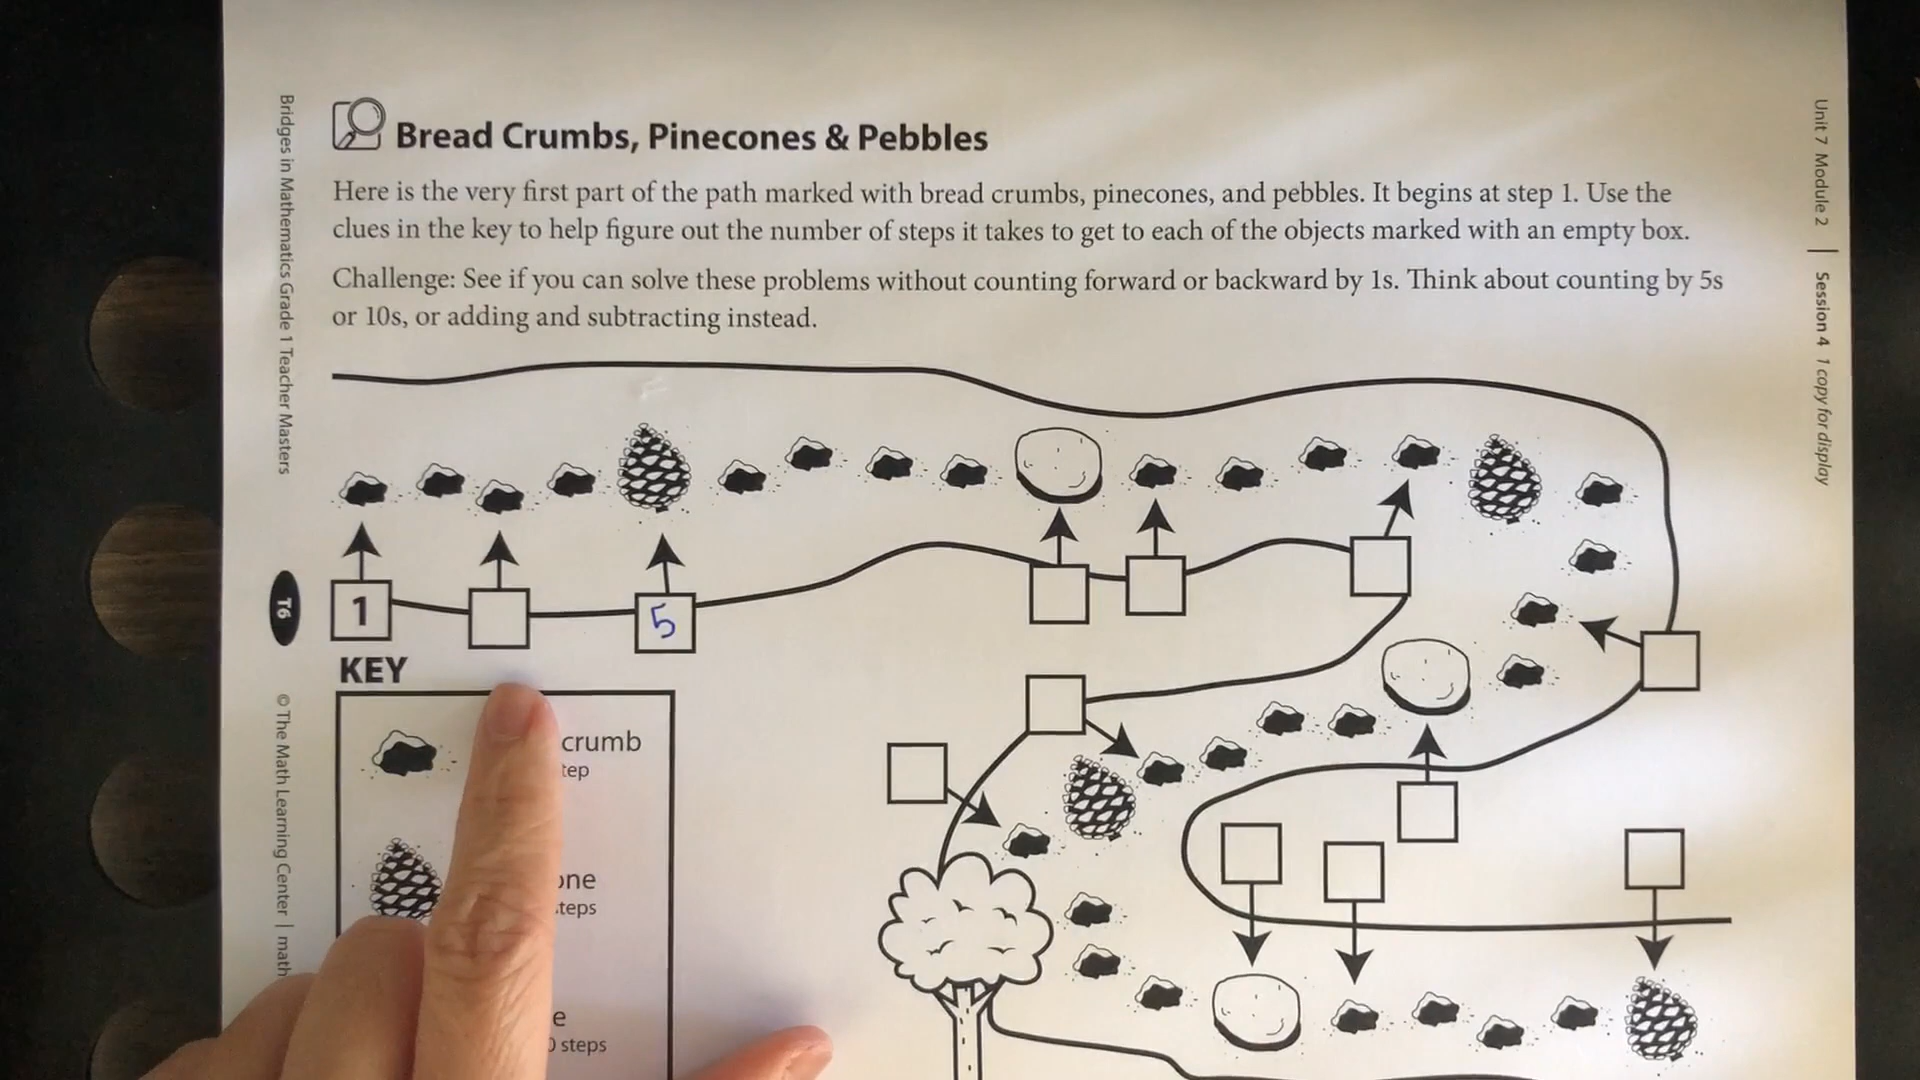 Bread Crumbs, Pinecones & Pebbles
Here is the very first part of the path marked with bread crumbs, pinecones, and pebbles. It begins at step 1. Use the
clues in the key to help figure out the number of steps it takes to get to each of the objects marked with an empty box.
Challenge: See if you can solve these problems without counting forward or backward by 1s. Think about counting by 5s
or 10s, or adding and subtracting instead.
1
5
KEY
crumb
steps
Bridges in Mathematics Grade 1 Teacher Masters
T6
© The Math Learning Center |
Unit 7 Module 2 | Session 4 1 copy for display